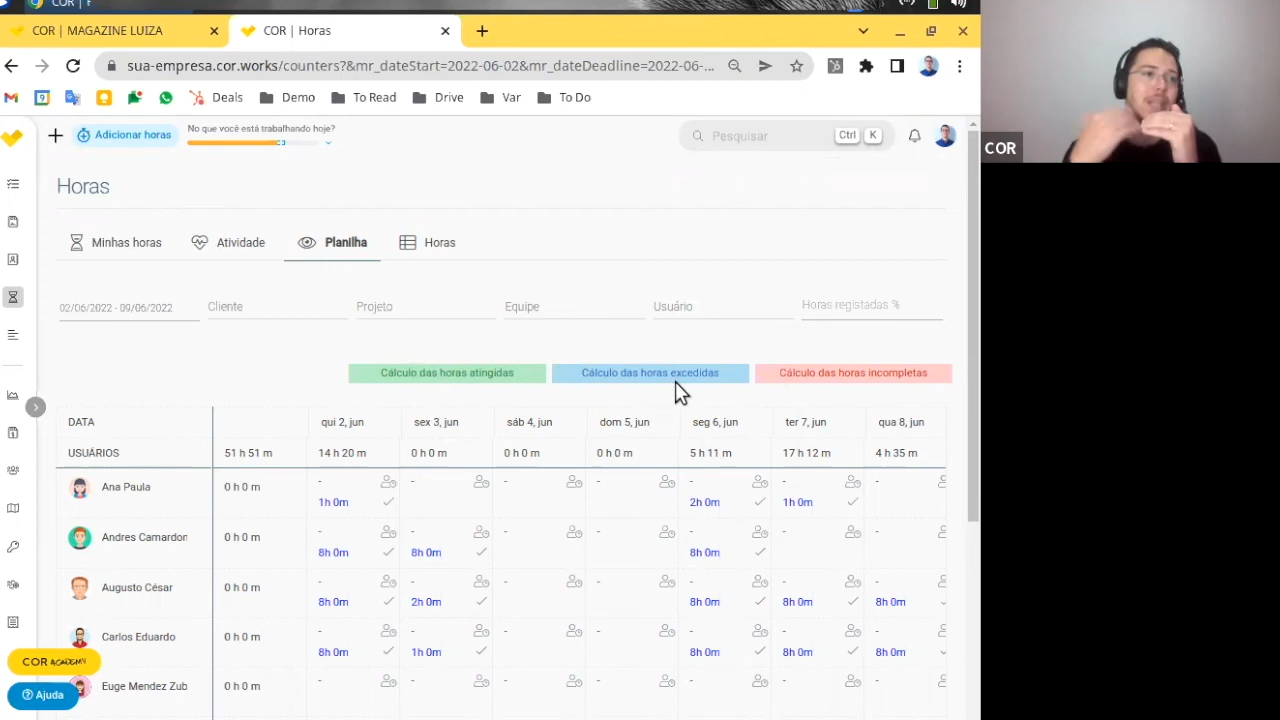 COR | F
COR | MAGAZINE LUIZA
COR | Horas
sua-empresa.cor.works/counters?&mr_dateStart=2022-06-02&mr_dateDeadline=2022-06-...
Deals Demo To Read Drive Var To Do
Adicionar horas
No que você está trabalhando hoje?
Pesquisar Ctrl K
COR
Horas
Minhas horas Atividade Planilha Horas
02/06/2022 - 09/06/2022 Cliente Projeto Equipe Usuário Horas registadas %
Cálculo das horas atingidas Cálculo das horas excedidas Cálculo das horas incompletas
DATA qui 2, jun sex 3, jun sáb 4, jun dom 5, jun seg 6, jun ter 7, jun qua 8, jun
USUÁRIOS 51 h 51 m 14 h 20 m 0 h 0 m 0 h 0 m 0 h 0 m 5 h 11 m 17 h 12 m 4 h 35 m
Ana Paula 0 h 0 m - - - - - - -
1h 0m 2h 0m 1h 0m
Andres Camardon 0 h 0 m - - - - - - -
8h 0m 8h 0m 8h 0m
Augusto César 0 h 0 m - - - - - - -
8h 0m 2h 0m 8h 0m 8h 0m 8h 0m
Carlos Eduardo 0 h 0 m - - - - - - -
8h 0m 1h 0m 8h 0m 8h 0m 8h 0m
COR ACADEMY
Euge Mendez Zub 0 h 0 m - - - - - - -
Ajuda